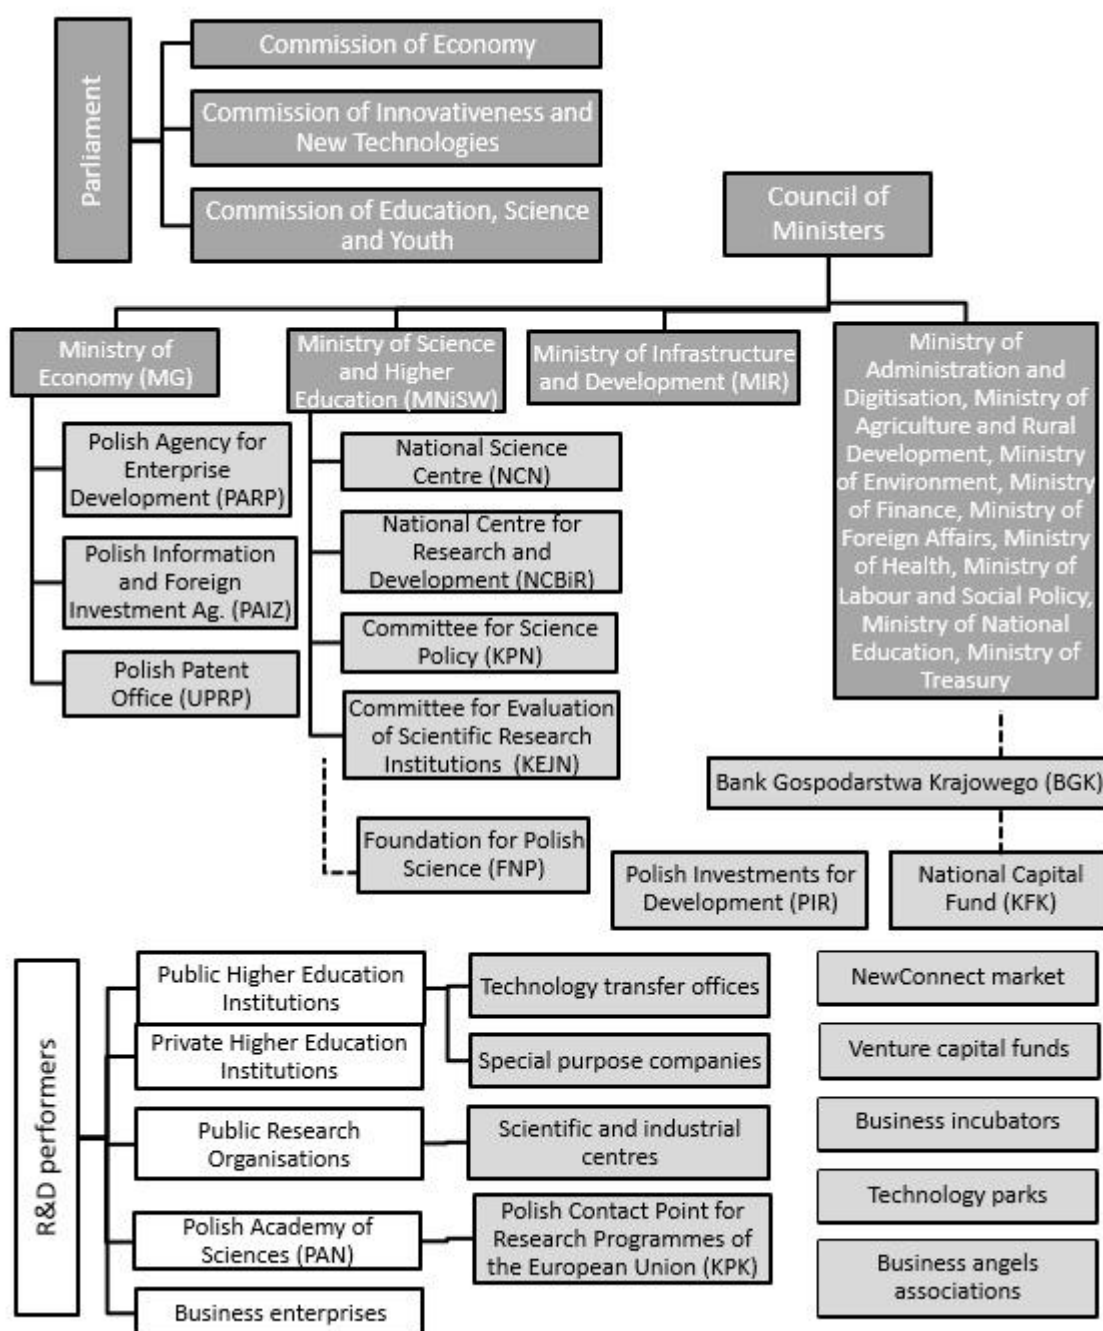 Parliament
Commission of Economy
Commission of Innovativeness and
New Technologies
Commission of Education, Science
and Youth
Council of
Ministers
Ministry of
Economy (MG)
Polish Agency for
Enterprise
Development (PARP)
Polish Information
and Foreign
Investment Ag. (PAIZ)
Polish Patent
Office (UPRP)
Ministry of Science
and Higher
Education (MNiSW)
National Science
Centre (NCN)
National Centre for
Research and
Development (NCBiR)
Committee for Science
Policy (KPN)
Committee for Evaluation
of Scientific Research
Institutions (KEJN)
Foundation for Polish
Science (FNP)
Ministry of Infrastructure
and Development (MIR)
Ministry of
Administration and
Digitisation, Ministry of
Agriculture and Rural
Development, Ministry
of Environment, Ministry
of Finance, Ministry of
Foreign Affairs, Ministry
of Health, Ministry of
Labour and Social Policy,
Ministry of National
Education, Ministry of
Treasury
Bank Gospodarstwa Krajowego (BGK)
Polish Investments for
Development (PIR)
National Capital
Fund (KFK)
R&D performers
Public Higher Education
Institutions
Private Higher Education
Institutions
Public Research
Organisations
Polish Academy of
Sciences (PAN)
Business enterprises
Technology transfer offices
Special purpose companies
Scientific and industrial
centres
Polish Contact Point for
Research Programmes of
the European Union (KPK)
NewConnect market
Venture capital funds
Business incubators
Technology parks
Business angels
associations